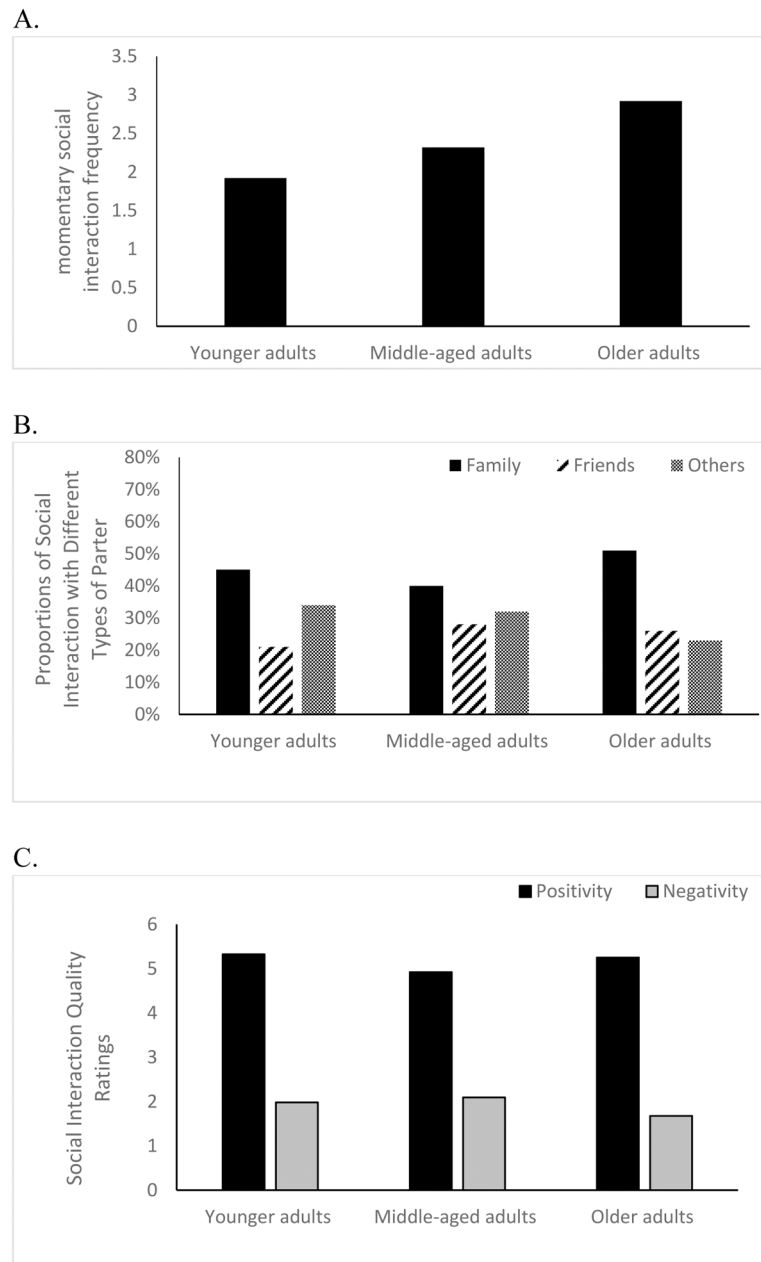 A.
momentary social
interaction frequency
3.5
3
2.5
2
1.5
1
0.5
0
Younger adults
Middle-aged adults
Older adults
B.
Proportions of Social
Interaction with Different
Types of Parter
80%
70%
60%
50%
40%
30%
20%
10%
0%
Family
Friends
Others
Younger adults
Middle-aged adults
Older adults
C.
Positivity
Negativity
Social Interaction Quality
Ratings
6
5
4
3
2
1
0
Younger adults
Middle-aged adults
Older adults